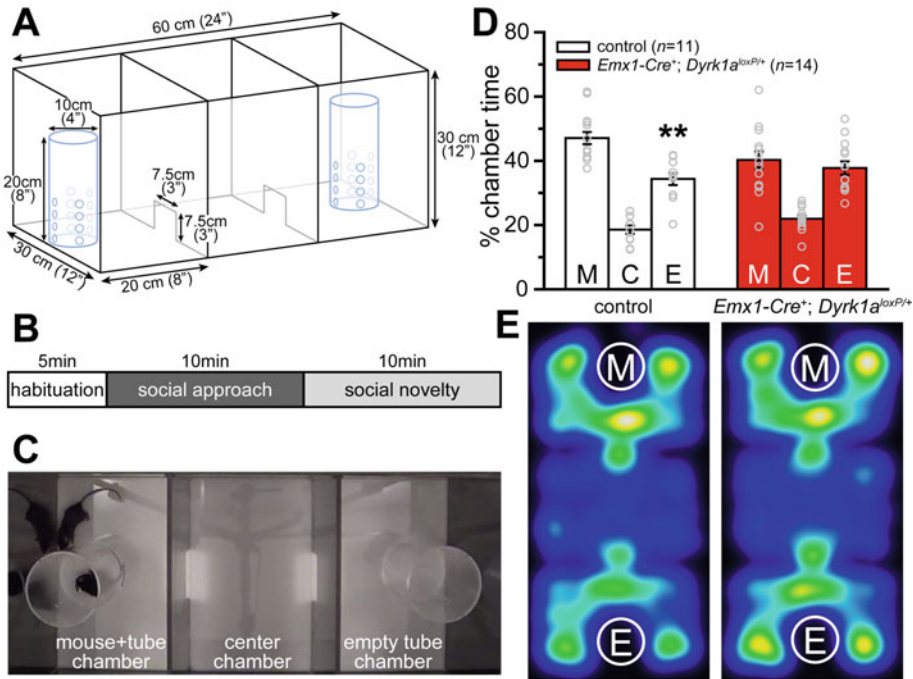 A
60 cm (24”)
10cm
(4”)
20cm
(8”)
7.5cm
(3”)
7.5cm
(3”)
30 cm
(12”)
30 cm (12”)
20 cm (8”)
B
5min 10min 10min
habituation social approach social novelty
C
mouse+tube
chamber
center
chamber
empty tube
chamber
D
control (n=11)
Emx1-Cre+; Dyrk1aloxP/+ (n=14)
% chamber time
80
60
40
20
0
**
M C E M C E
control Emx1-Cre+; Dyrk1aloxP/+
E
M M
E E